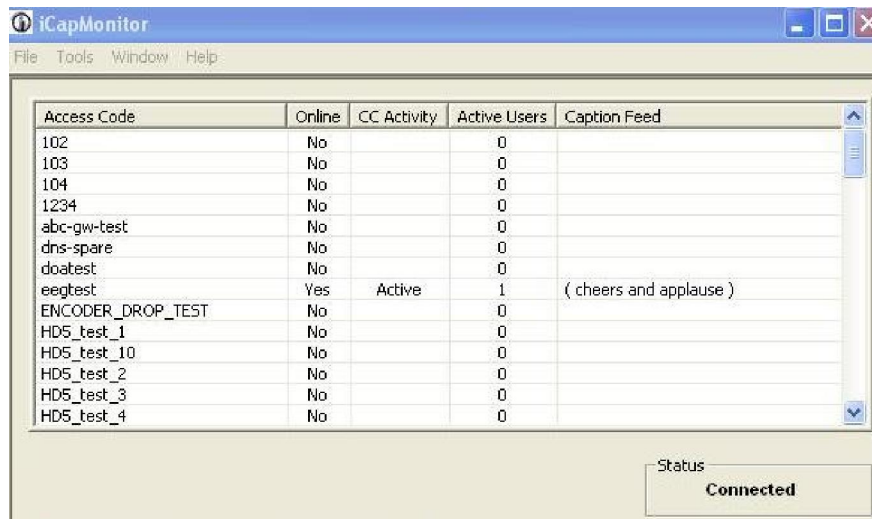 iCapMonitor
File Tools Window Help
Access Code Online CC Activity Active Users Caption Feed
102 No 0
103 No 0
104 No 0
1234 No 0
abc-gw-test No 0
dns-spare No 0
doatest No 0
eegtest Yes Active 1 ( cheers and applause )
ENCODER_DROP_TEST No 0
HD5_test_1 No 0
HD5_test_10 No 0
HD5_test_2 No 0
HD5_test_3 No 0
HD5_test_4 No 0
Status
Connected